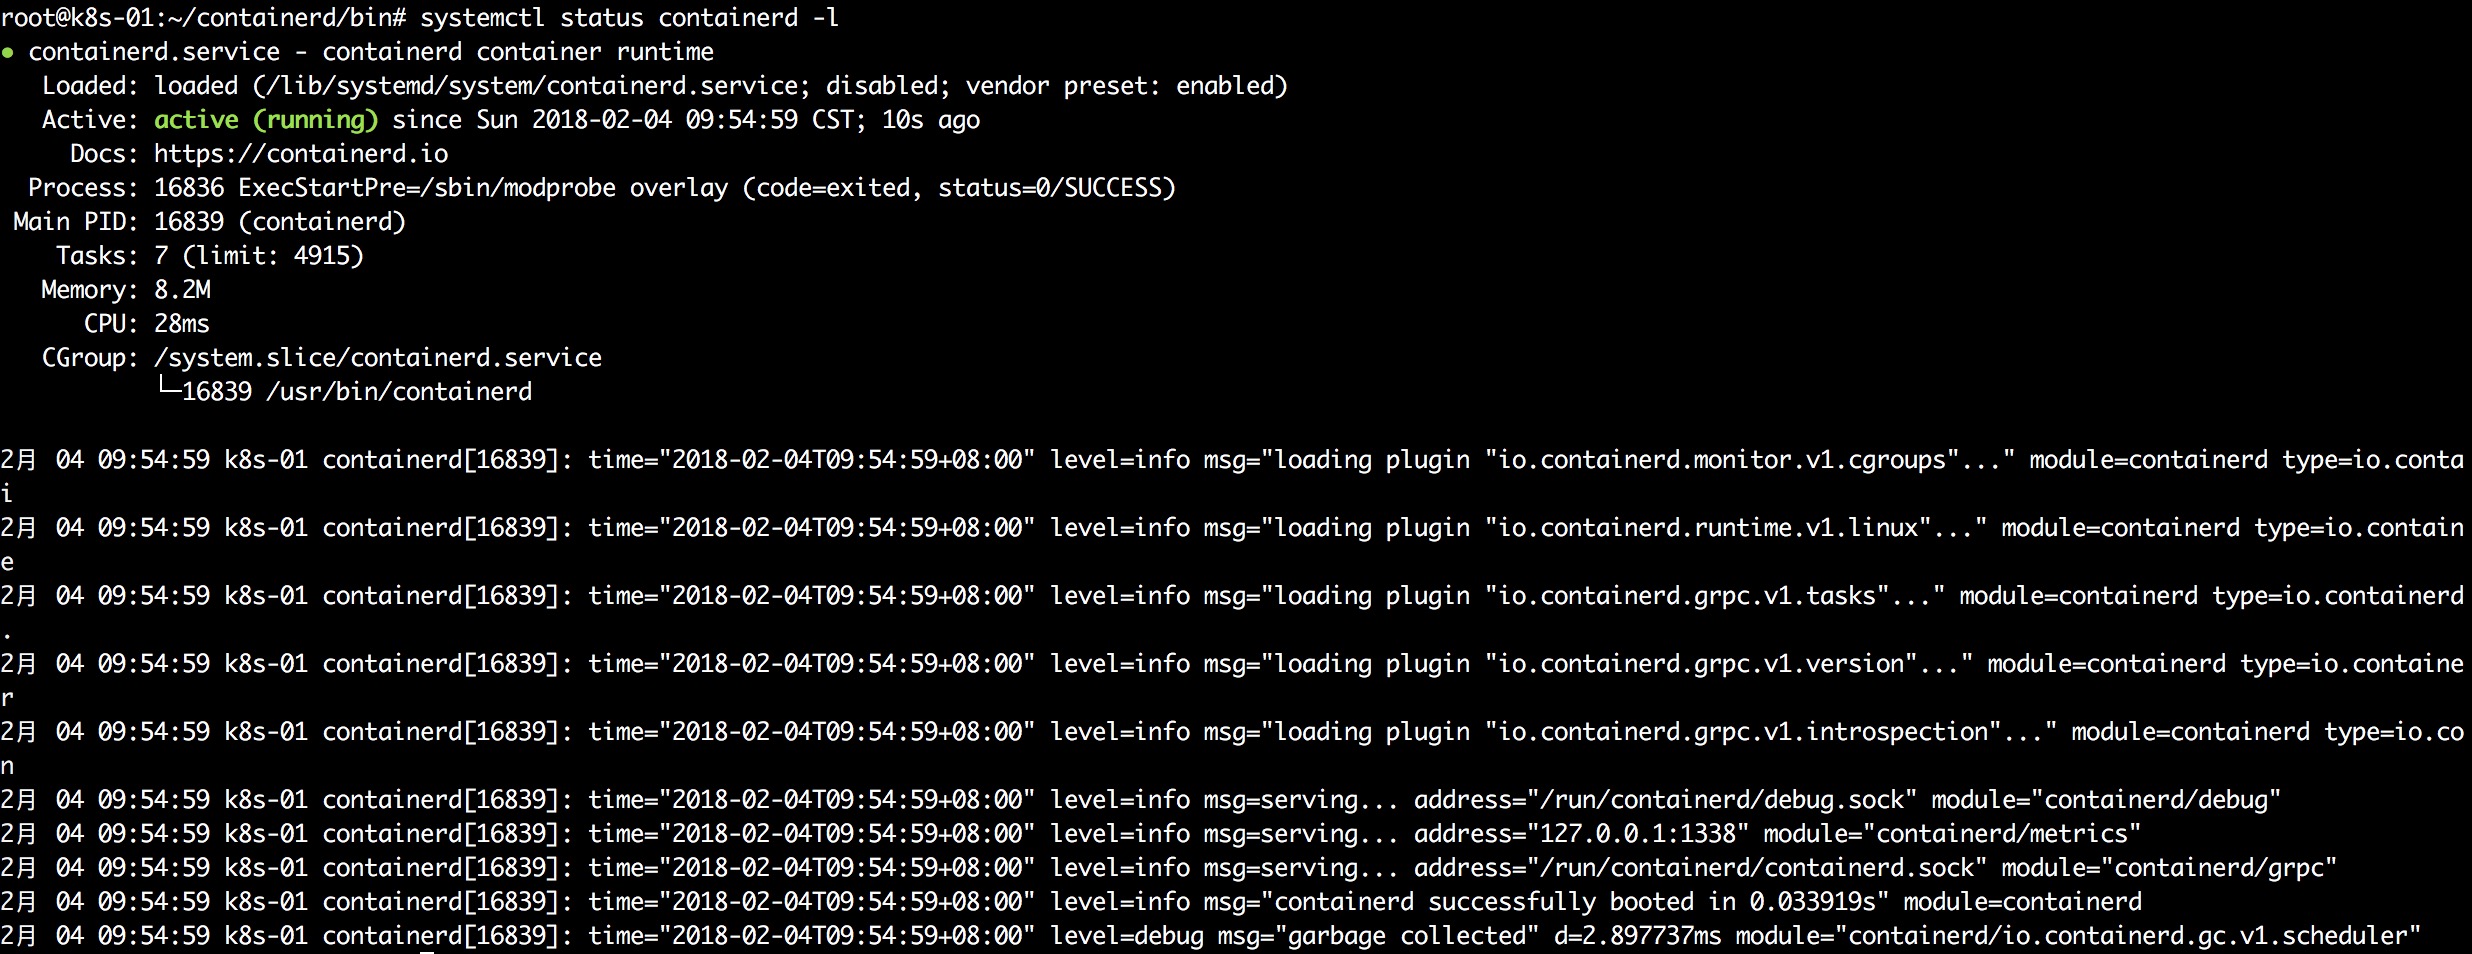 root@k8s-01:~/containerd/bin# systemctl status containerd -l
● containerd.service - containerd container runtime
   Loaded: loaded (/lib/systemd/system/containerd.service; disabled; vendor preset: enabled)
   Active: active (running) since Sun 2018-02-04 09:54:59 CST; 10s ago
     Docs: https://containerd.io
  Process: 16836 ExecStartPre=/sbin/modprobe overlay (code=exited, status=0/SUCCESS)
 Main PID: 16839 (containerd)
    Tasks: 7 (limit: 4915)
   Memory: 8.2M
      CPU: 28ms
   CGroup: /system.slice/containerd.service
           └─16839 /usr/bin/containerd

2月 04 09:54:59 k8s-01 containerd[16839]: time="2018-02-04T09:54:59+08:00" level=info msg="loading plugin "io.containerd.monitor.v1.cgroups"..." module=containerd type=io.conta
i
2月 04 09:54:59 k8s-01 containerd[16839]: time="2018-02-04T09:54:59+08:00" level=info msg="loading plugin "io.containerd.runtime.v1.linux"..." module=containerd type=io.contain
e
2月 04 09:54:59 k8s-01 containerd[16839]: time="2018-02-04T09:54:59+08:00" level=info msg="loading plugin "io.containerd.grpc.v1.tasks"..." module=containerd type=io.containerd
.
2月 04 09:54:59 k8s-01 containerd[16839]: time="2018-02-04T09:54:59+08:00" level=info msg="loading plugin "io.containerd.grpc.v1.version"..." module=containerd type=io.containe
r
2月 04 09:54:59 k8s-01 containerd[16839]: time="2018-02-04T09:54:59+08:00" level=info msg="loading plugin "io.containerd.grpc.v1.introspection"..." module=containerd type=io.co
n
2月 04 09:54:59 k8s-01 containerd[16839]: time="2018-02-04T09:54:59+08:00" level=info msg=serving... address="/run/containerd/debug.sock" module="containerd/debug"
2月 04 09:54:59 k8s-01 containerd[16839]: time="2018-02-04T09:54:59+08:00" level=info msg=serving... address="127.0.0.1:1338" module="containerd/metrics"
2月 04 09:54:59 k8s-01 containerd[16839]: time="2018-02-04T09:54:59+08:00" level=info msg=serving... address="/run/containerd/containerd.sock" module="containerd/grpc"
2月 04 09:54:59 k8s-01 containerd[16839]: time="2018-02-04T09:54:59+08:00" level=info msg="containerd successfully booted in 0.033919s" module=containerd
2月 04 09:54:59 k8s-01 containerd[16839]: time="2018-02-04T09:54:59+08:00" level=debug msg="garbage collected" d=2.897737ms module="containerd/io.containerd.gc.v1.scheduler"